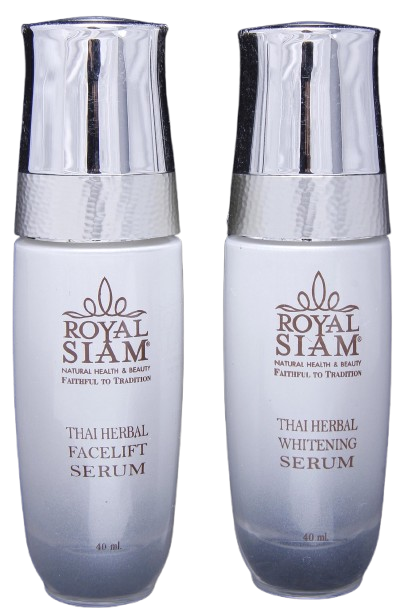 ROYAL
SIAM®
NATURAL HEALTH & BEAUTY
FAITHFUL TO TRADITION
THAI HERBAL
FACELIFT
SERUM
40 ml.
ROYAL
SIAM®
NATURAL HEALTH & BEAUTY
FAITHFUL TO TRADITION
THAI HERBAL
WHITENING
SERUM
40 ml.